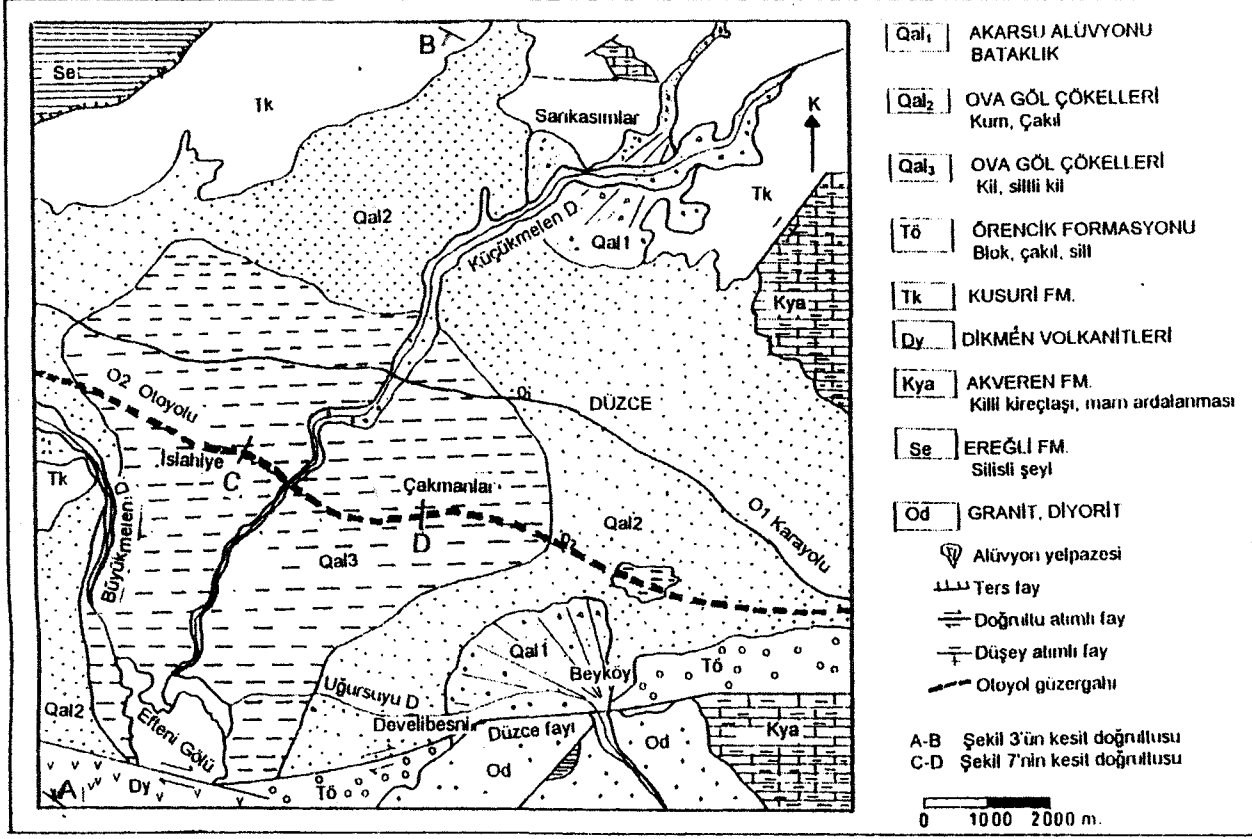 B
Se
Tk
Sarıkasımlar
K
Tk
Qal2
Küçükmelen D
Qal1
Kya
O2 Otoyolu
DÜZCE
İslahiye
C
Çakmanlar
Tk
D
Qal2
O1 Karayolu
Büyükmelen D
Qal3
Qal1
Beyköy
Tö
Uğursuyu D
Qal2
Efteni Gölü
Develibesni
Düzce fayı
Od
Kya
Od
A
Dy
Tö
Qal₁ AKARSU ALÜVYONU
BATAKLIK
Qal₂ OVA GÖL ÇÖKELLERİ
Kum, Çakıl
Qal₃ OVA GÖL ÇÖKELLERİ
Kil, siltli kil
Tö ÖRENCİK FORMASYONU
Blok, çakıl, silt
Tk KUSURİ FM.
Dy DİKMEN VOLKANİTLERİ
Kya AKVEREN FM.
Killi kireçtaşı, marn ardalanması
Se EREĞLİ FM.
Silisli şeyl
Od GRANİT, DİYORİT
Alüvyon yelpazesi
Ters fay
Doğrultu atımlı fay
Düşey atımlı fay
Otoyol güzergahı
A-B Şekil 3'ün kesit doğrultusu
C-D Şekil 7'nin kesit doğrultusu
0 1000 2000 m.